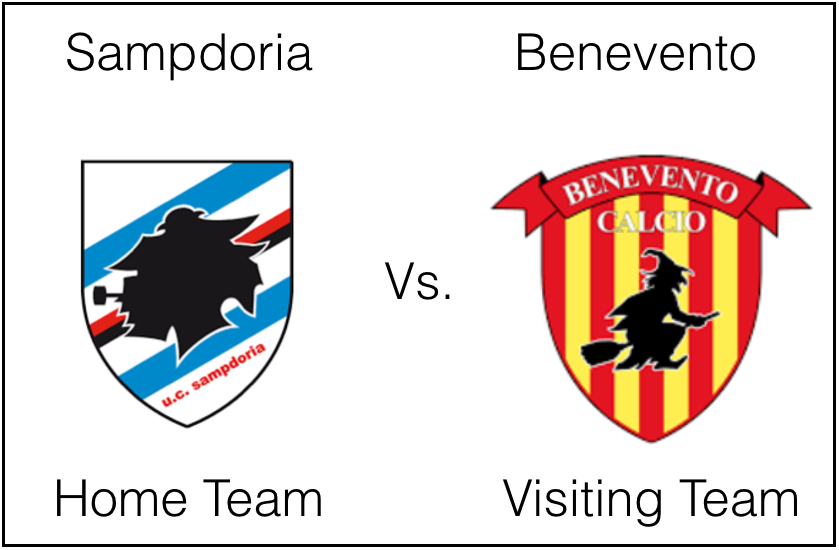 Sampdoria
Benevento
BENEVENTO
CALCIO
Vs.
u.c. sampdoria
Home Team
Visiting Team